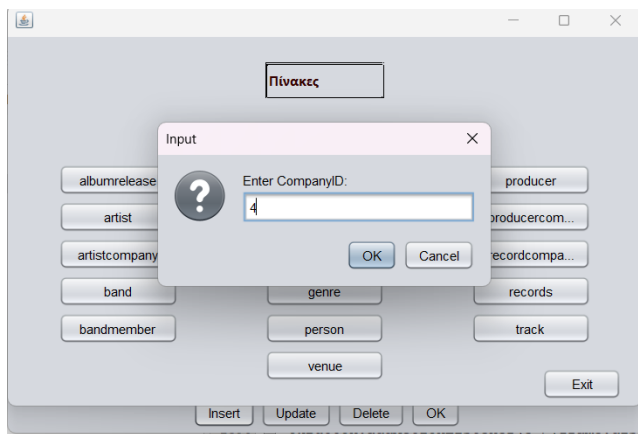 Πίνακες
Input
Enter CompanyID:
4
OK Cancel
albumrelease producer
artist producercom...
artistcompany recordcompa...
band genre records
bandmember person track
venue
Exit
Insert Update Delete OK